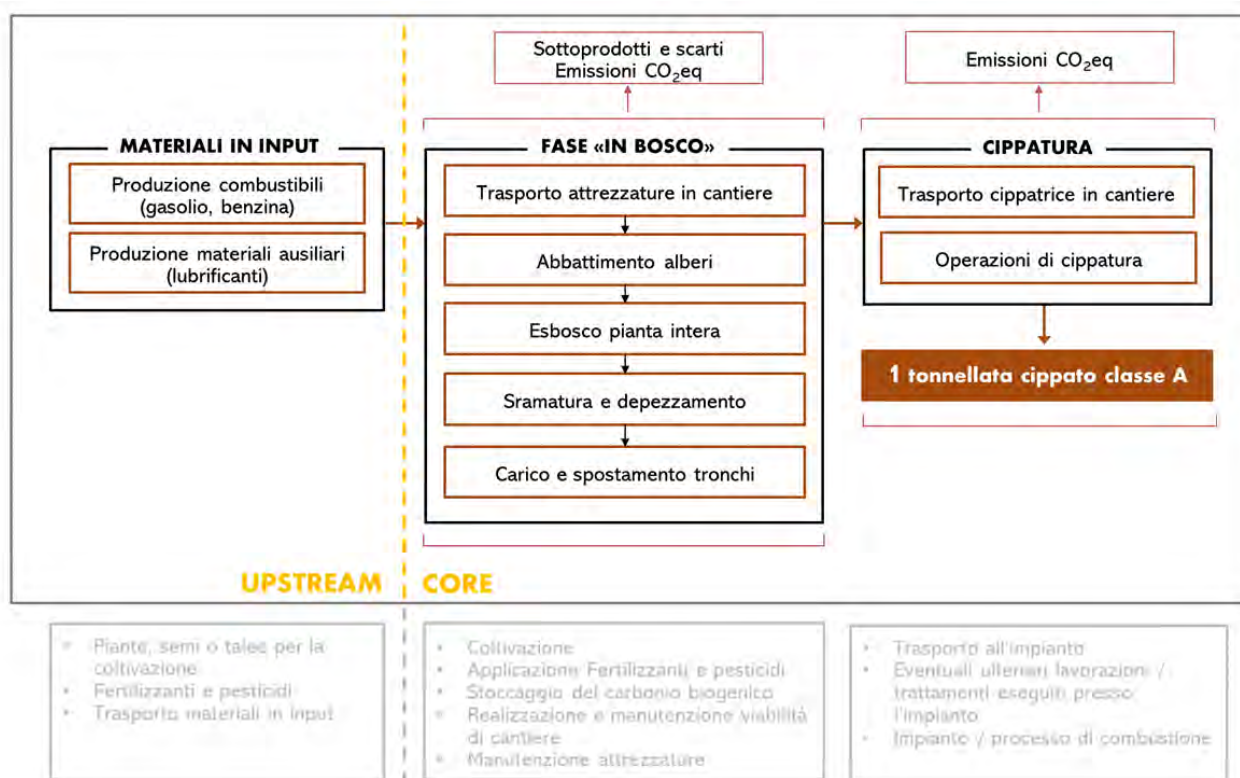 Sottoprodotti e scarti
Emissioni CO₂eq
Emissioni CO₂eq
MATERIALI IN INPUT
Produzione combustibili
(gasolio, benzina)
Produzione materiali ausiliari
(lubrificanti)
FASE «IN BOSCO»
Trasporto attrezzature in cantiere
Abbattimento alberi
Esbosco pianta intera
Sramatura e depezzamento
Carico e spostamento tronchi
CIPPATURA
Trasporto cippatrice in cantiere
Operazioni di cippatura
1 tonnellata cippato classe A
UPSTREAM
CORE
• Piante, semi o talee per la
coltivazione
• Fertilizzanti e pesticidi
• Trasporto materiali in input
• Coltivazione
• Applicazione Fertilizzanti e pesticidi
• Stoccaggio del carbonio biogenico
• Realizzazione e manutenzione viabilità
di cantiere
• Manutenzione attrezzature
• Trasporto all'impianto
• Eventuali ulteriori lavorazioni /
trattamenti eseguiti presso
l'impianto
• Impianto / processo di combustione